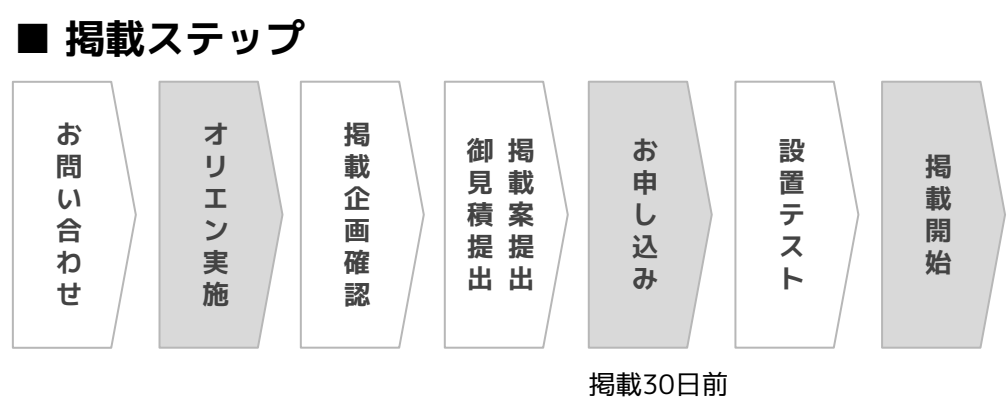 ■ 掲載ステップ
お問い合わせ
オリエン実施
掲載企画確認
掲載案提出
御見積提出
お申し込み
設置テスト
掲載開始
掲載30日前